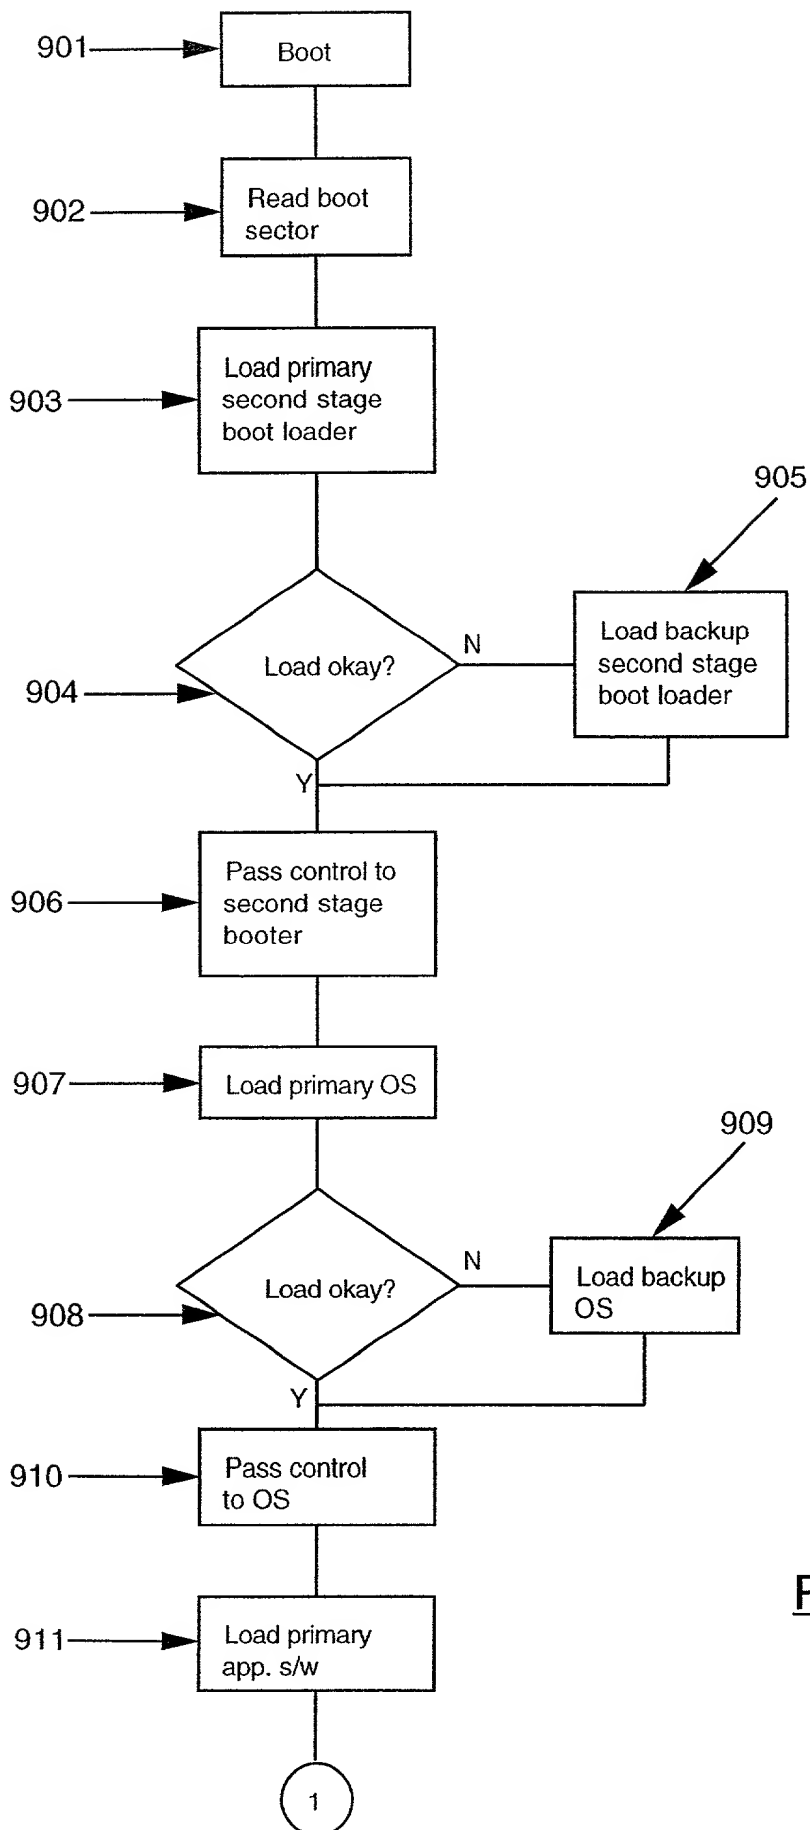 901
Boot
902
Read boot
sector
903
Load primary
second stage
boot loader
905
904
Load okay?
N
Load backup
second stage
boot loader
Y
906
Pass control to
second stage
booter
907
Load primary OS
909
908
Load okay?
N
Load backup
OS
Y
910
Pass control
to OS
911
Load primary
app. s/w
1